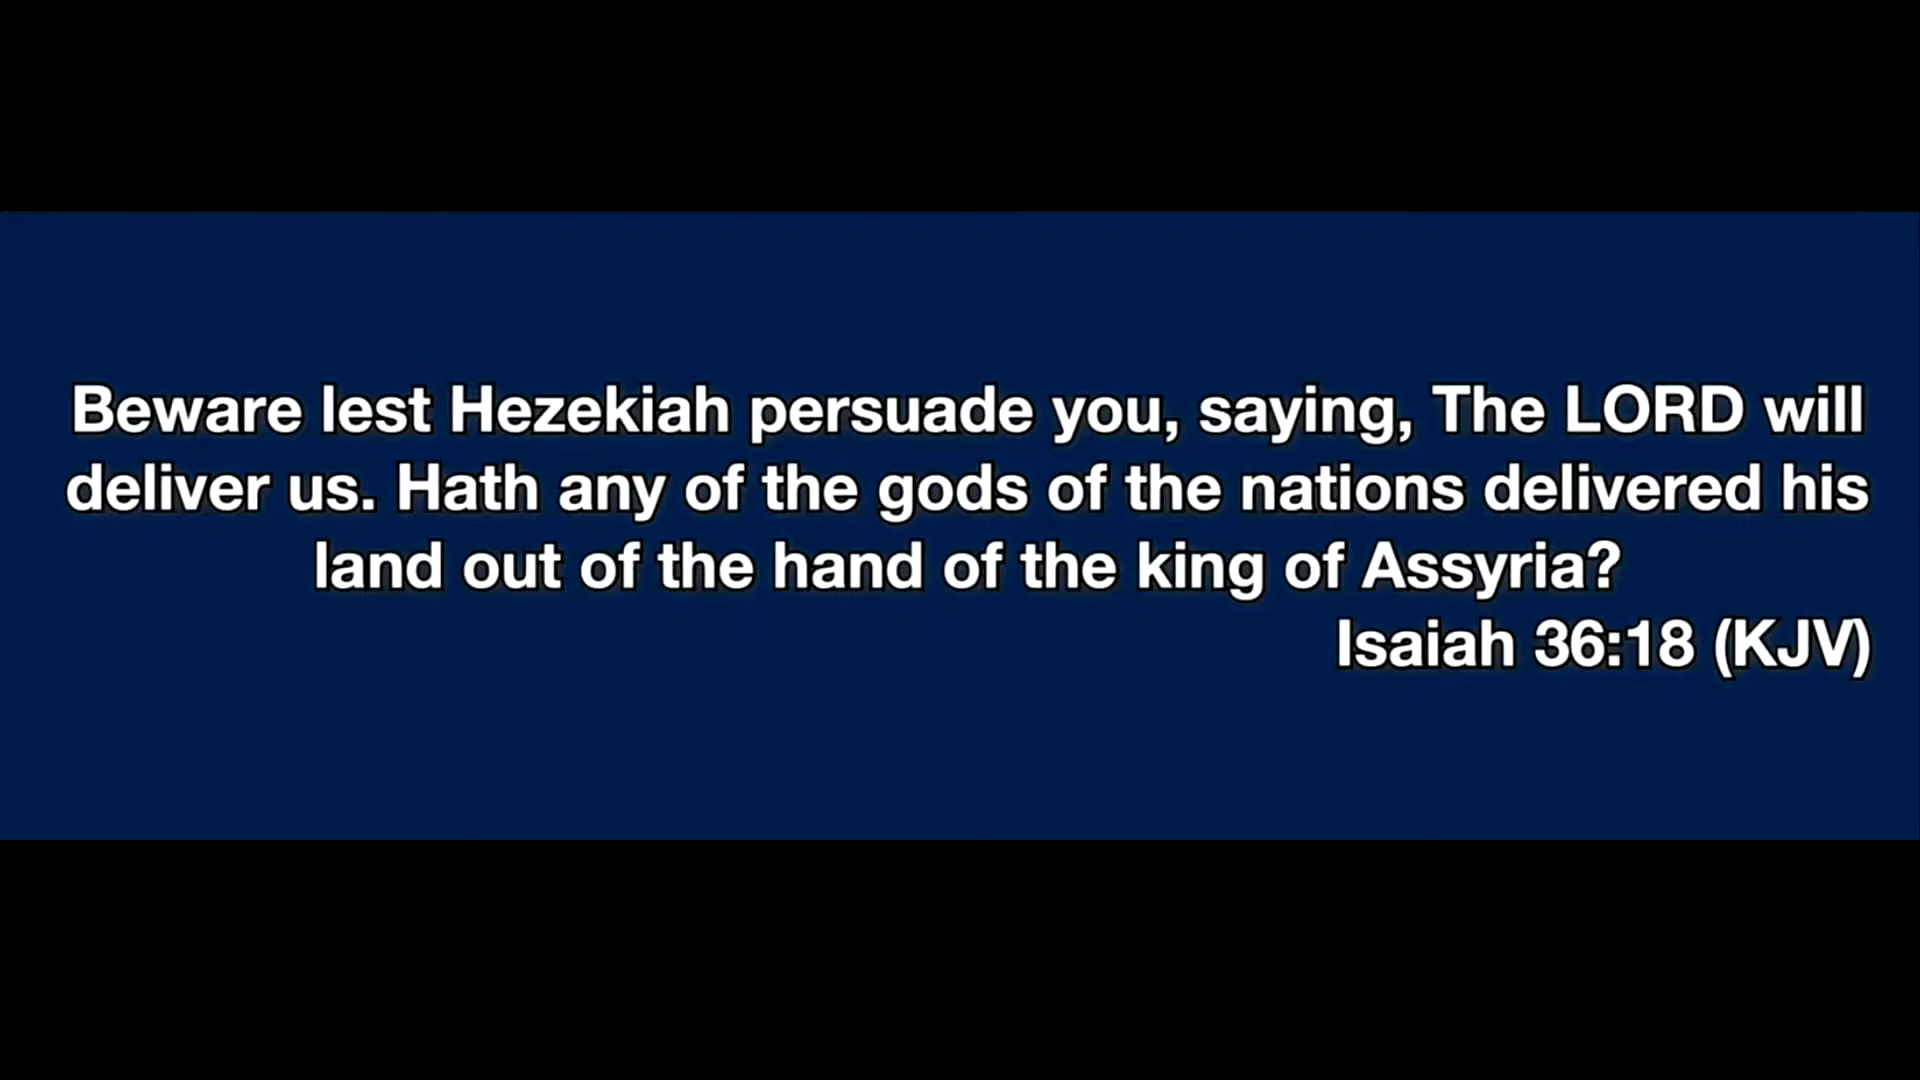 Beware lest Hezekiah persuade you, saying, The LORD will
deliver us. Hath any of the gods of the nations delivered his
land out of the hand of the king of Assyria?
Isaiah 36:18 (KJV)